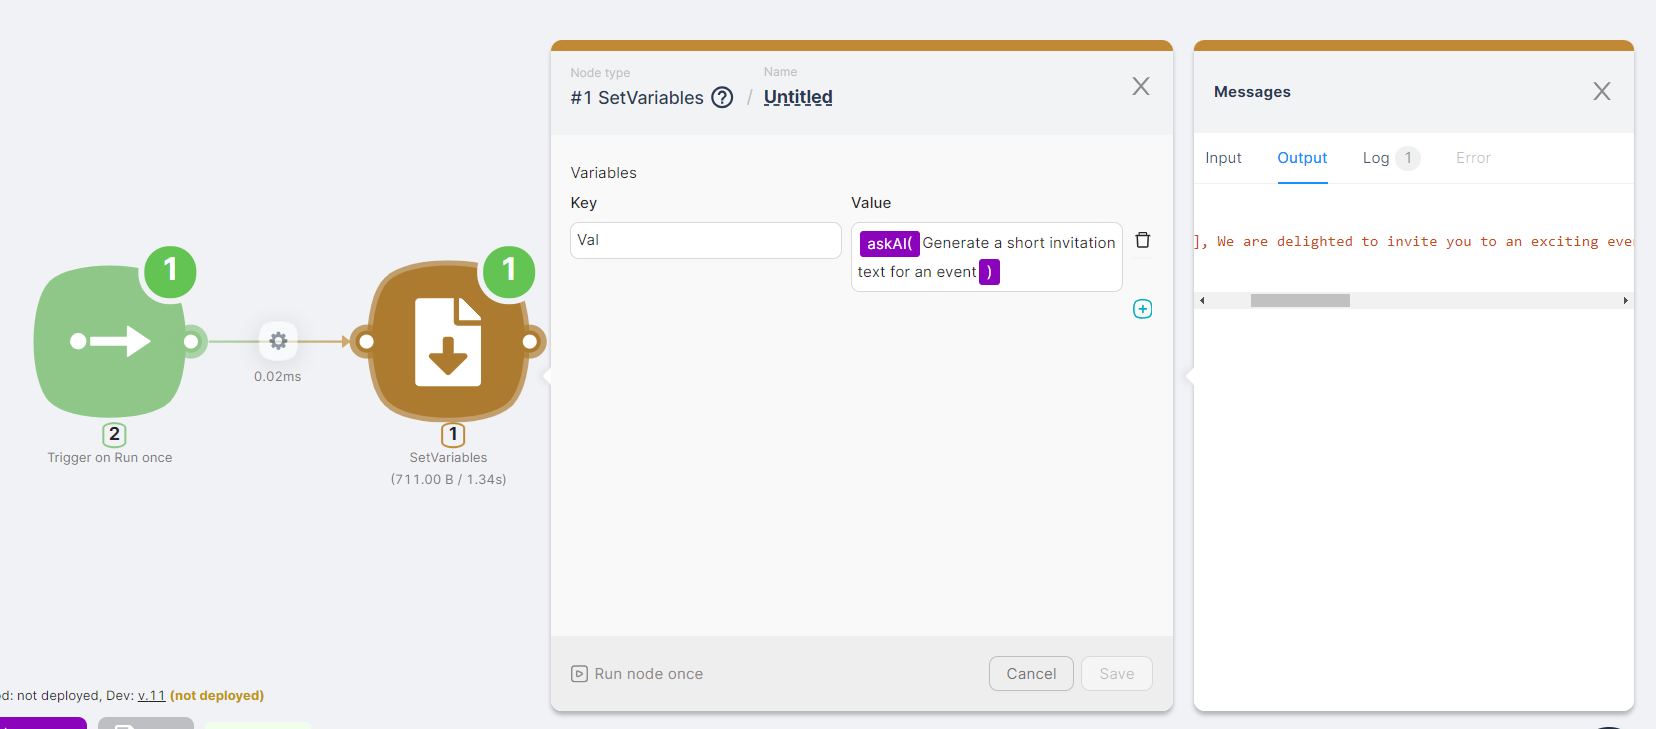 1
2
Trigger on Run once
0.02ms
1
1
SetVariables
(711.00 B / 1.34s)
Node type
Name
#1 SetVariables ? / Untitled
X
Variables
Key
Value
Val
askAI( Generate a short invitation
text for an event )
Run node once
Cancel
Save
Messages
X
Input
Output
Log 1
Error
], We are delighted to invite you to an exciting
not deployed, Dev: v.11 (not deployed)